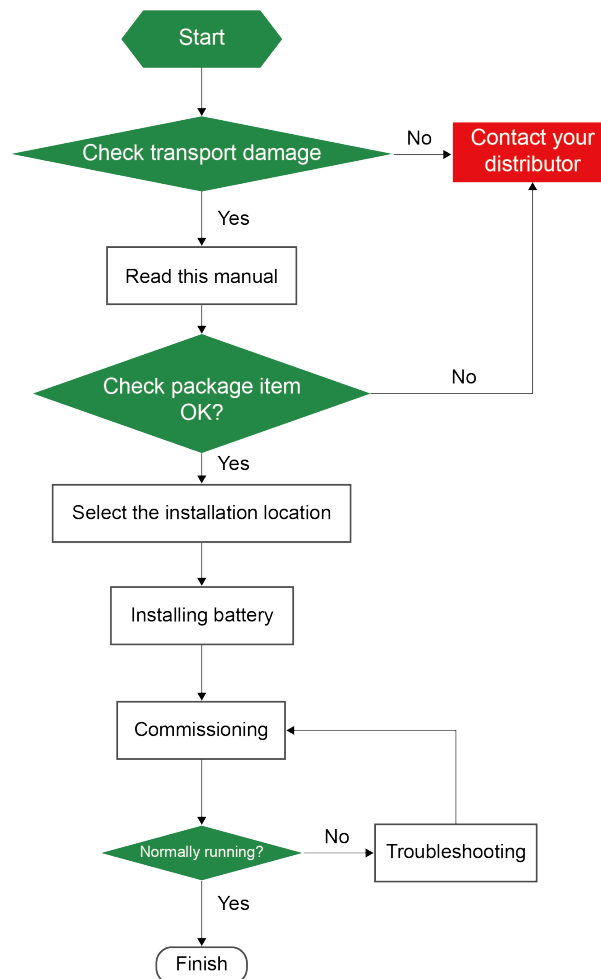 Start
Check transport damage
No
Contact your
distributor
Yes
Read this manual
Check package item
OK?
No
Yes
Select the installation location
Installing battery
Commissioning
Normally running?
No
Troubleshooting
Yes
Finish